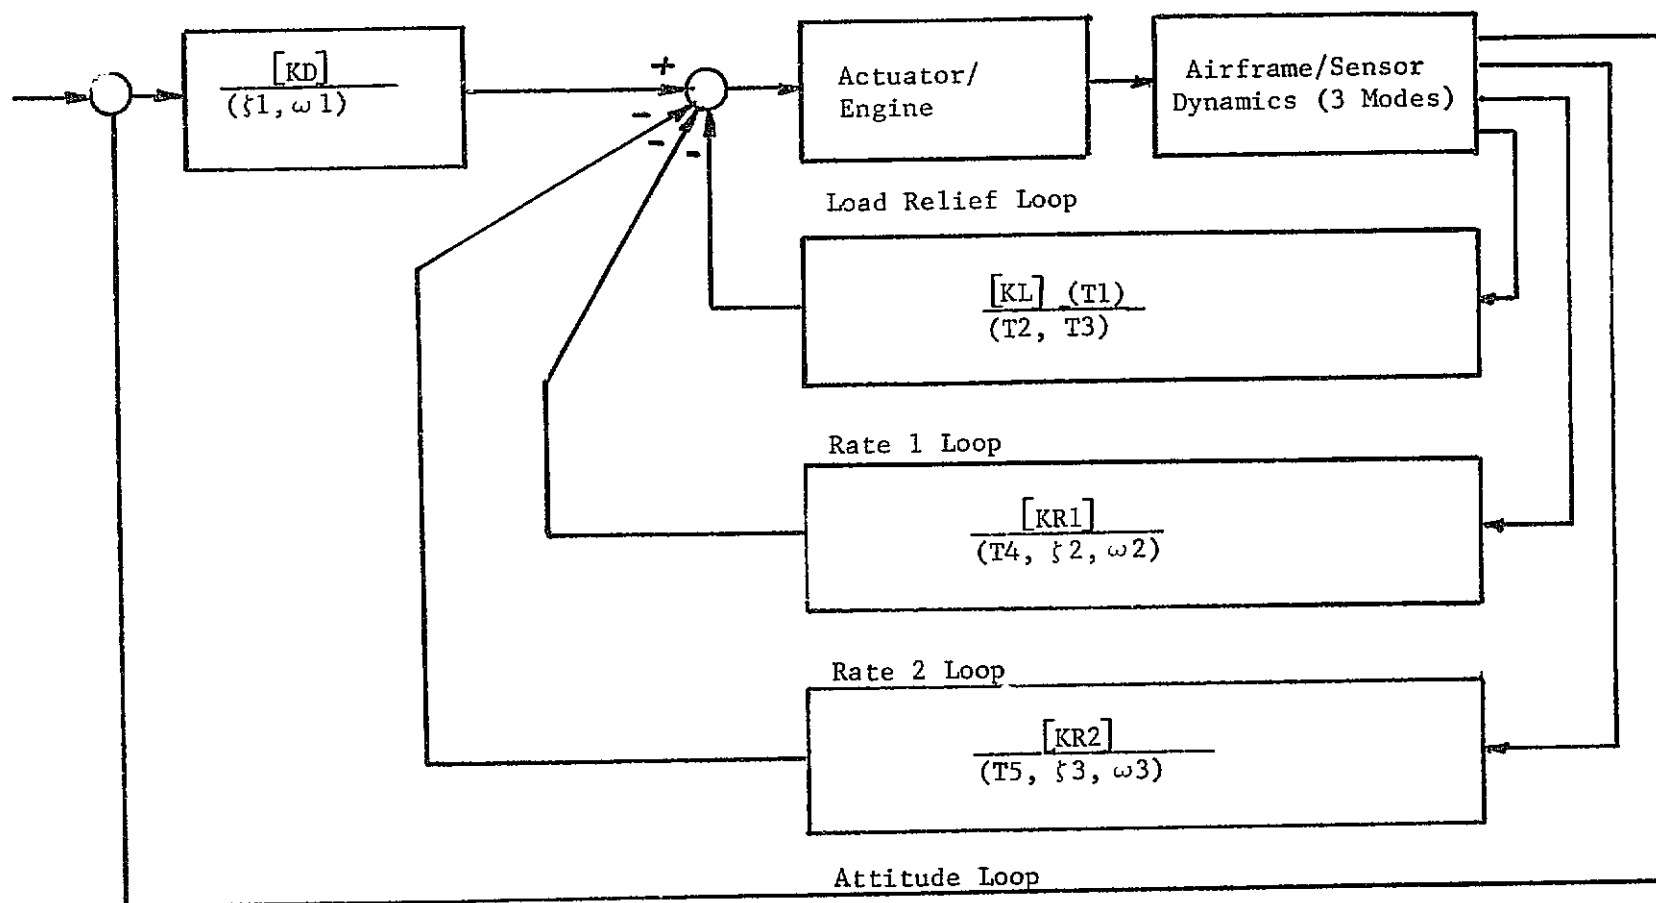 [KD]
(ζ1, ω1)
+
-
-
-
Actuator/
Engine
Airframe/Sensor
Dynamics (3 Modes)
Load Relief Loop
[KL] (T1)
(T2, T3)
Rate 1 Loop
[KR1]
(T4, ζ2, ω2)
Rate 2 Loop
[KR2]
(T5, ζ3, ω3)
Attitude Loop